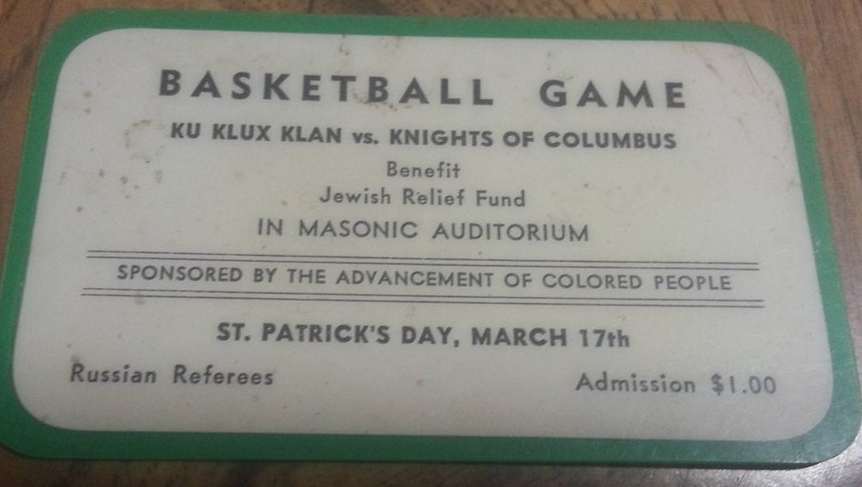 BASKETBALL GAME
KU KLUX KLAN vs. KNIGHTS OF COLUMBUS
Benefit
Jewish Relief Fund
IN MASONIC AUDITORIUM
SPONSORED BY THE ADVANCEMENT OF COLORED PEOPLE
ST. PATRICK'S DAY, MARCH 17th
Russian Referees Admission $1.00